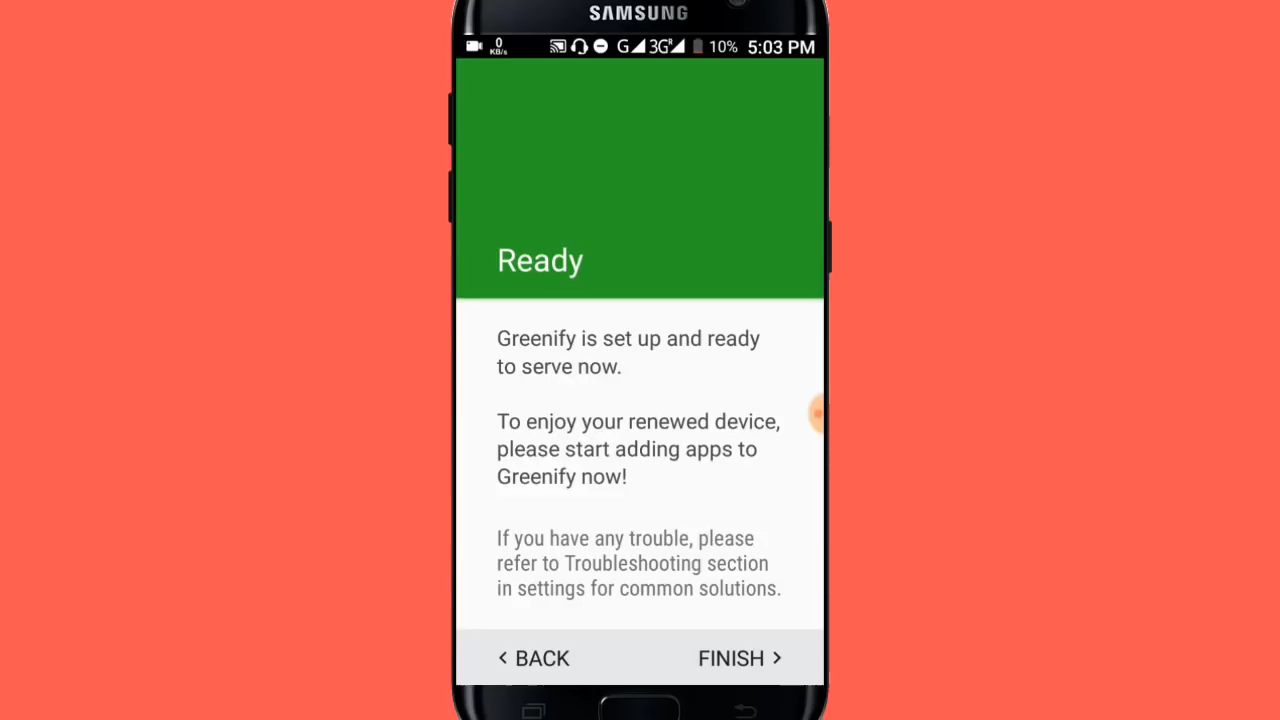 SAMSUNG
0
KB/s
G 3G R 10% 5:03 PM
Ready
Greenify is set up and ready
to serve now.
To enjoy your renewed device,
please start adding apps to
Greenify now!
If you have any trouble, please
refer to Troubleshooting section
in settings for common solutions.
< BACK FINISH >